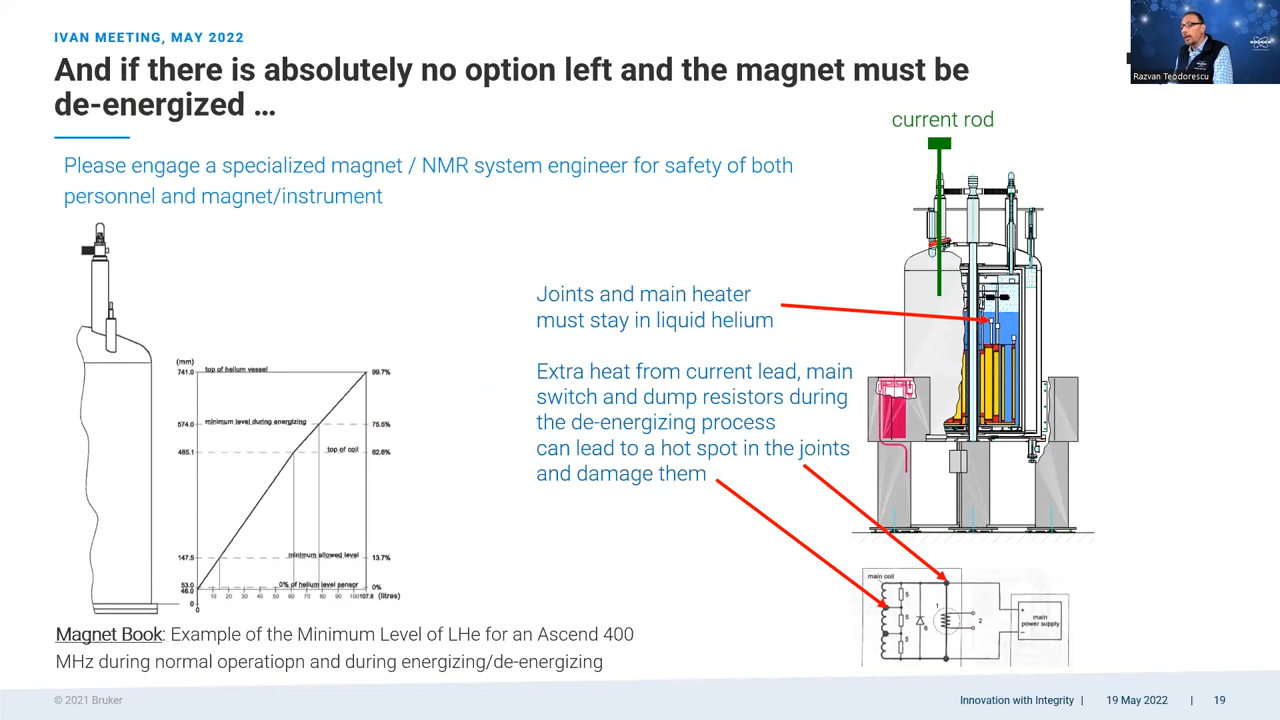 IVAN MEETING, MAY 2022
And if there is absolutely no option left and the magnet must be
de-energized ...
Razvan Teodorescu
Please engage a specialized magnet / NMR system engineer for safety of both
personnel and magnet/instrument
current rod
Joints and main heater
must stay in liquid helium
Extra heat from current lead, main
switch and dump resistors during
the de-energizing process
can lead to a hot spot in the joints
and damage them
(mm)
741.0 top of helium vessel 99.7%
574.0 minimum level during energizing 75.5%
485.1 top of coil 62.6%
147.5 minimum allowed level 13.7%
53.0 0% of helium level sensor 0%
46.0
0
10 20 30 40 50 60 70 80 90 100 107.8 (litres)
0
main coil
5
5
5
6
1
2
+
main
power supply
−
Magnet Book: Example of the Minimum Level of LHe for an Ascend 400
MHz during normal operatiopn and during energizing/de-energizing
© 2021 Bruker
Innovation with Integrity | 19 May 2022 | 19